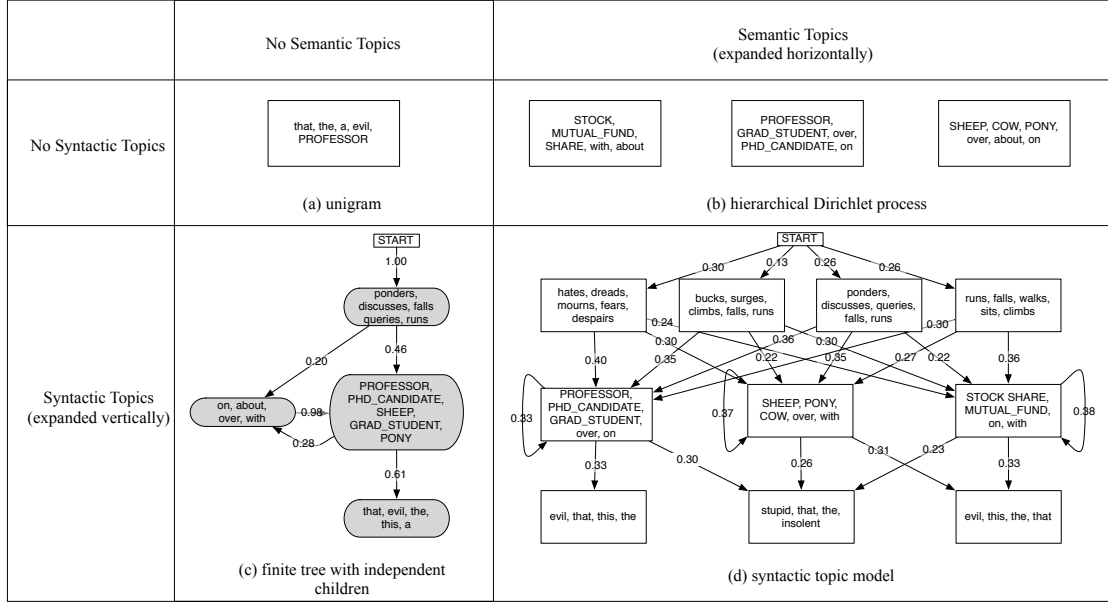 No Semantic Topics
Semantic Topics
(expanded horizontally)
No Syntactic Topics
that, the, a, evil,
PROFESSOR
(a) unigram
STOCK,
MUTUAL_FUND,
SHARE, with, about
PROFESSOR,
GRAD_STUDENT, over,
PHD_CANDIDATE, on
SHEEP, COW, PONY,
over, about, on
(b) hierarchical Dirichlet process
Syntactic Topics
(expanded vertically)
START
1.00
ponders,
discusses, falls
queries, runs
0.20
0.46
on, about,
over, with
0.98
0.28
PROFESSOR,
PHD_CANDIDATE,
SHEEP,
GRAD_STUDENT,
PONY
0.61
that, evil, the,
this, a
(c) finite tree with independent
children
START
0.30
0.13
0.26
0.26
hates, dreads,
mourns, fears,
despairs
bucks, surges,
climbs, falls, runs
ponders,
discusses, queries,
falls, runs
runs, falls, walks,
sits, climbs
0.24
0.30
0.40
0.30
0.35
0.22
0.36
0.30
0.35
0.27
0.22
0.36
0.33
PROFESSOR,
PHD_CANDIDATE,
GRAD_STUDENT,
over, on
0.37
SHEEP, PONY,
COW, over, with
STOCK SHARE,
MUTUAL_FUND,
on, with
0.38
0.33
0.30
0.26
0.31
0.23
0.33
evil, that, this, the
stupid, that, the,
insolent
evil, this, the, that
(d) syntactic topic model